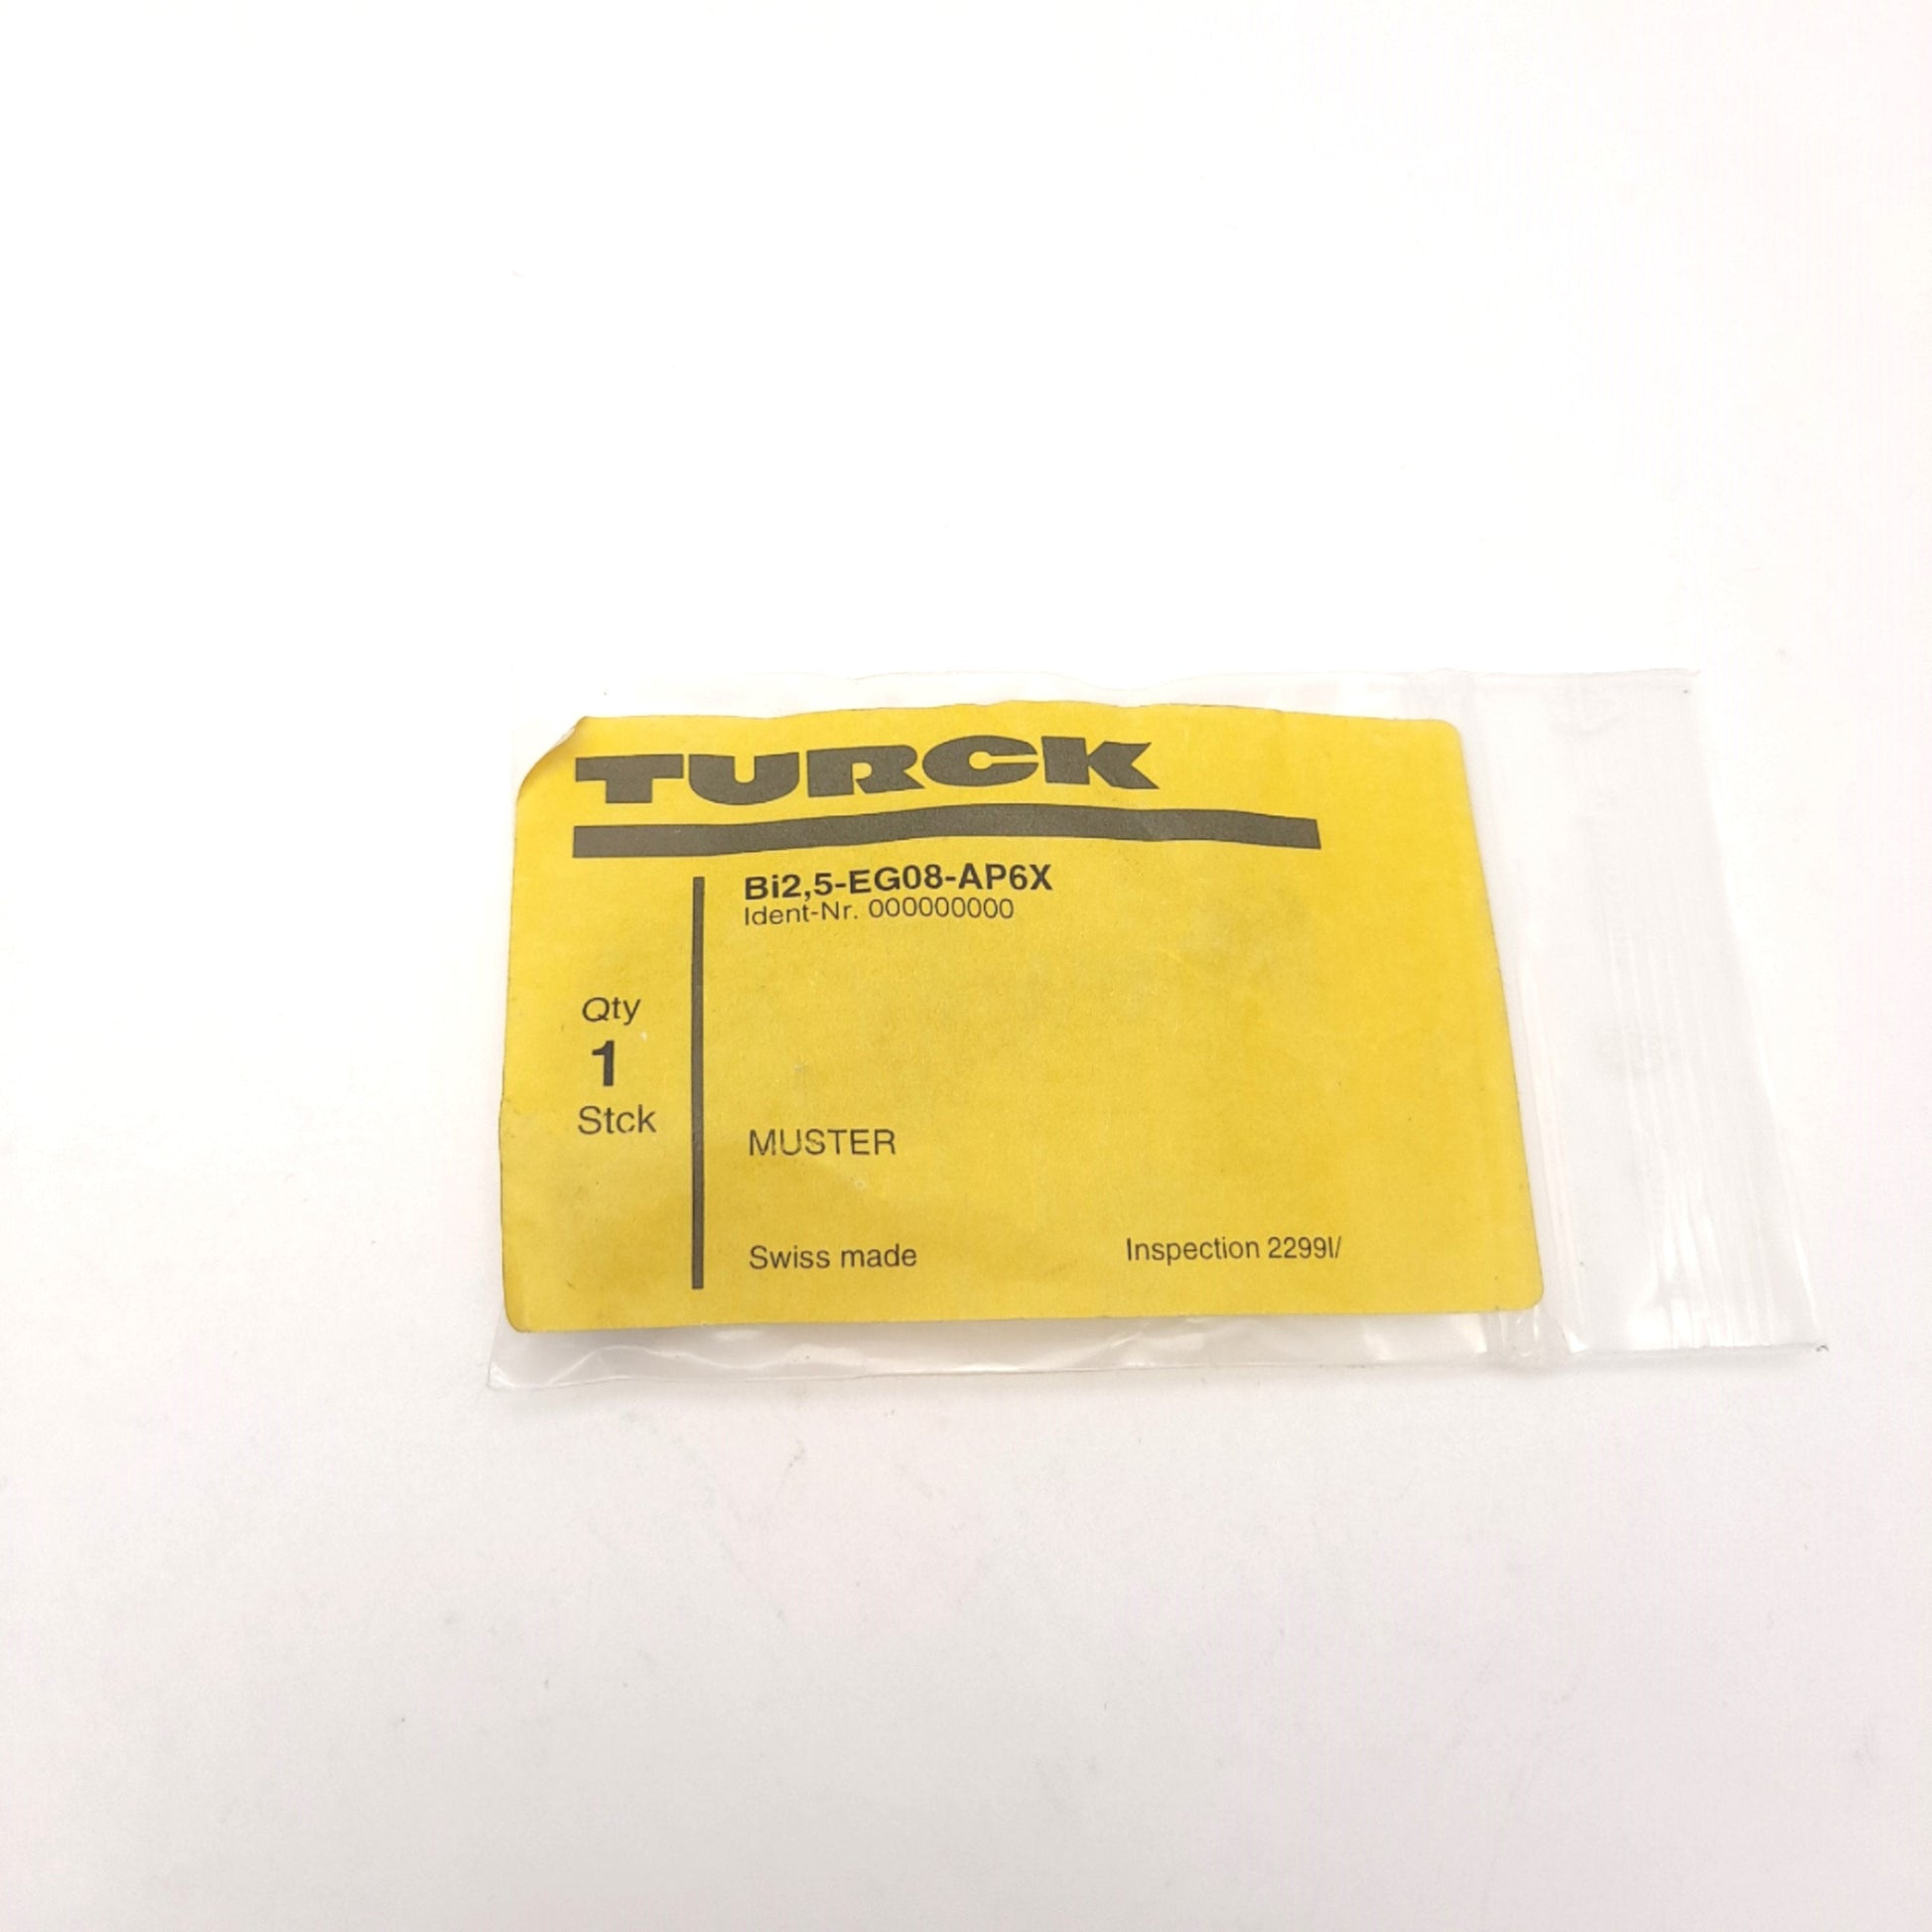 TURCK
Bi2,5-EG08-AP6X
Ident-Nr. 000000000
Qty
1
Stck
MUSTER
Swiss made
Inspection 2299I/